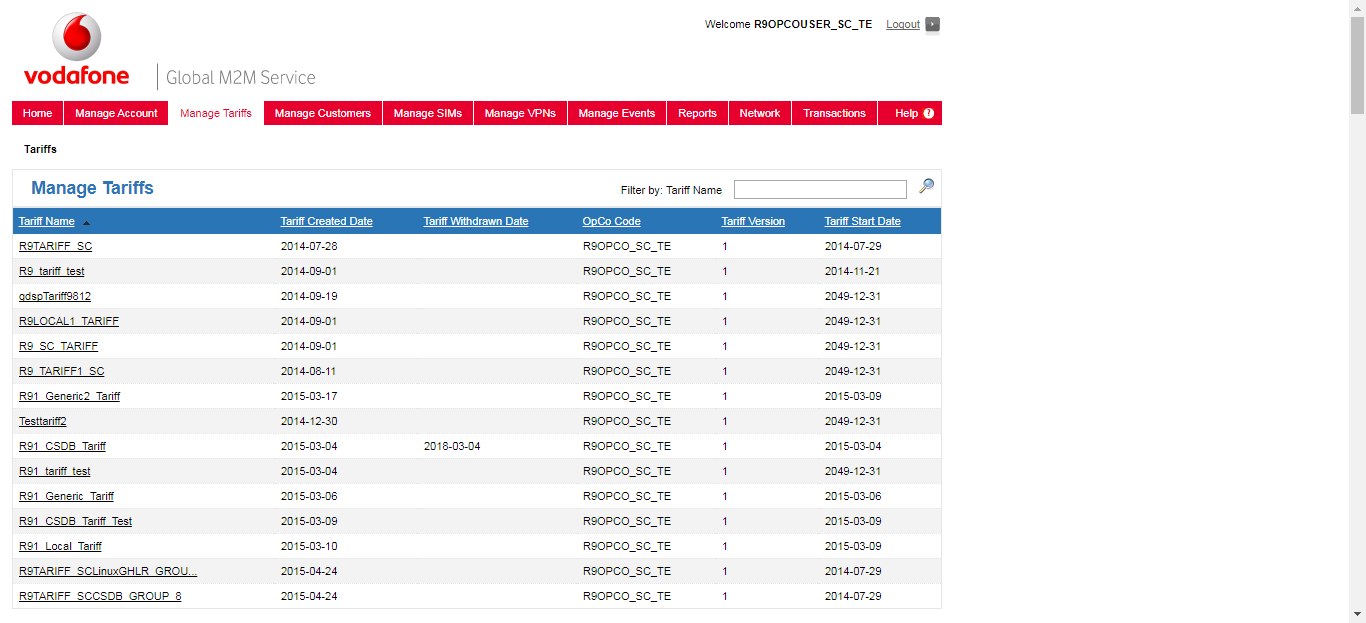 Welcome R9OPCOUSER_SC_TE Logout
vodafone Global M2M Service
Home Manage Account Manage Tariffs Manage Customers Manage SIMs Manage VPNs Manage Events Reports Network Transactions Help ?
Tariffs
Manage Tariffs Filter by: Tariff Name
Tariff Name Tariff Created Date Tariff Withdrawn Date OpCo Code Tariff Version Tariff Start Date
R9TARIFF_SC 2014-07-28 R9OPCO_SC_TE 1 2014-07-29
R9_tariff_test 2014-09-01 R9OPCO_SC_TE 1 2014-11-21
gdspTariff9812 2014-09-19 R9OPCO_SC_TE 1 2049-12-31
R9LOCAL1_TARIFF 2014-09-01 R9OPCO_SC_TE 1 2049-12-31
R9_SC_TARIFF 2014-09-01 R9OPCO_SC_TE 1 2049-12-31
R9_TARIFF1_SC 2014-08-11 R9OPCO_SC_TE 1 2049-12-31
R91_Generic2_Tariff 2015-03-17 R9OPCO_SC_TE 1 2015-03-09
Testtariff2 2014-12-30 R9OPCO_SC_TE 1 2049-12-31
R91_CSDB_Tariff 2015-03-04 2018-03-04 R9OPCO_SC_TE 1 2015-03-04
R91_tariff_test 2015-03-04 R9OPCO_SC_TE 1 2049-12-31
R91_Generic_Tariff 2015-03-06 R9OPCO_SC_TE 1 2015-03-06
R91_CSDB_Tariff_Test 2015-03-09 R9OPCO_SC_TE 1 2015-03-09
R91_Local_Tariff 2015-03-10 R9OPCO_SC_TE 1 2015-03-09
R9TARIFF_SCLinuxGHLR_GROU... 2015-04-24 R9OPCO_SC_TE 1 2014-07-29
R9TARIFF_SCCSDB_GROUP_8 2015-04-24 R9OPCO_SC_TE 1 2014-07-29